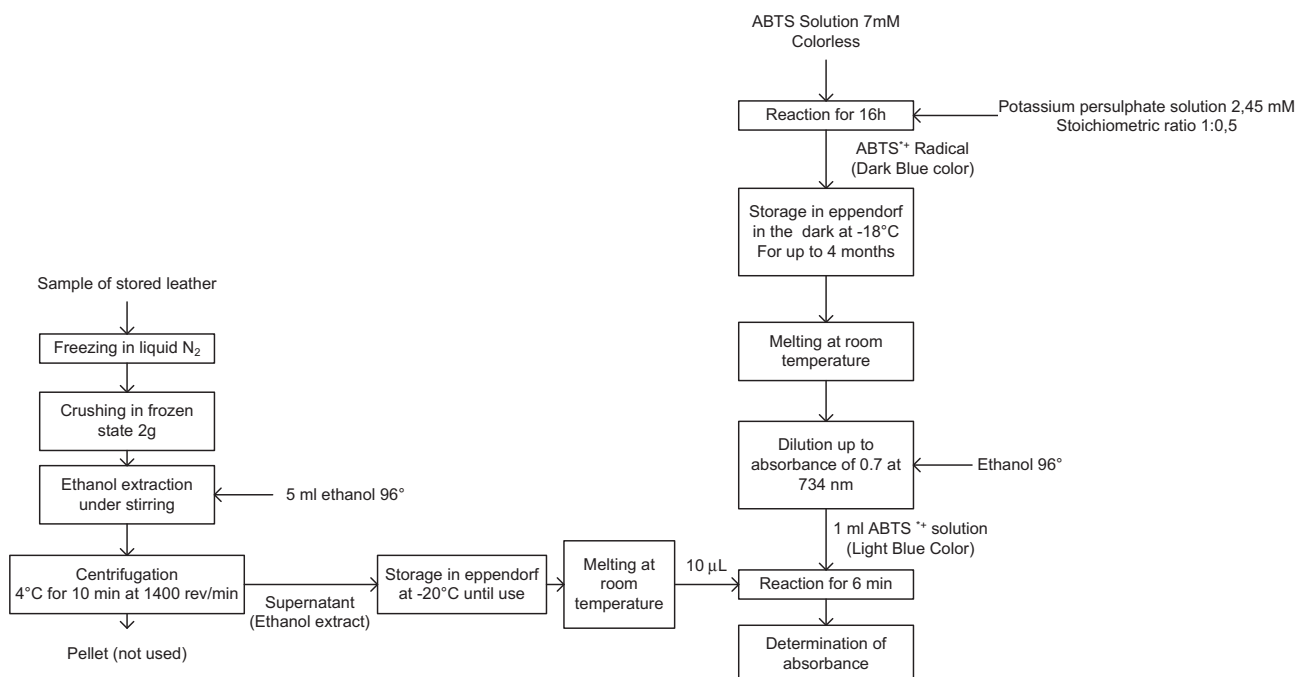 ABTS Solution 7mM
Colorless
Reaction for 16h
Potassium persulphate solution 2,45 mM
Stoichiometric ratio 1:0,5
ABTS*+ Radical
(Dark Blue color)
Storage in eppendorf
in the dark at -18°C
For up to 4 months
Melting at room
temperature
Dilution up to
absorbance of 0.7 at
734 nm
Ethanol 96°
1 ml ABTS *+ solution
(Light Blue Color)
Sample of stored leather
Freezing in liquid N2
Crushing in frozen
state 2g
Ethanol extraction
under stirring
5 ml ethanol 96°
Centrifugation
4°C for 10 min at 1400 rev/min
Pellet (not used)
Supernatant
(Ethanol extract)
Storage in eppendorf
at -20°C until use
Melting at
room
temperature
10 μL
Reaction for 6 min
Determination of
absorbance